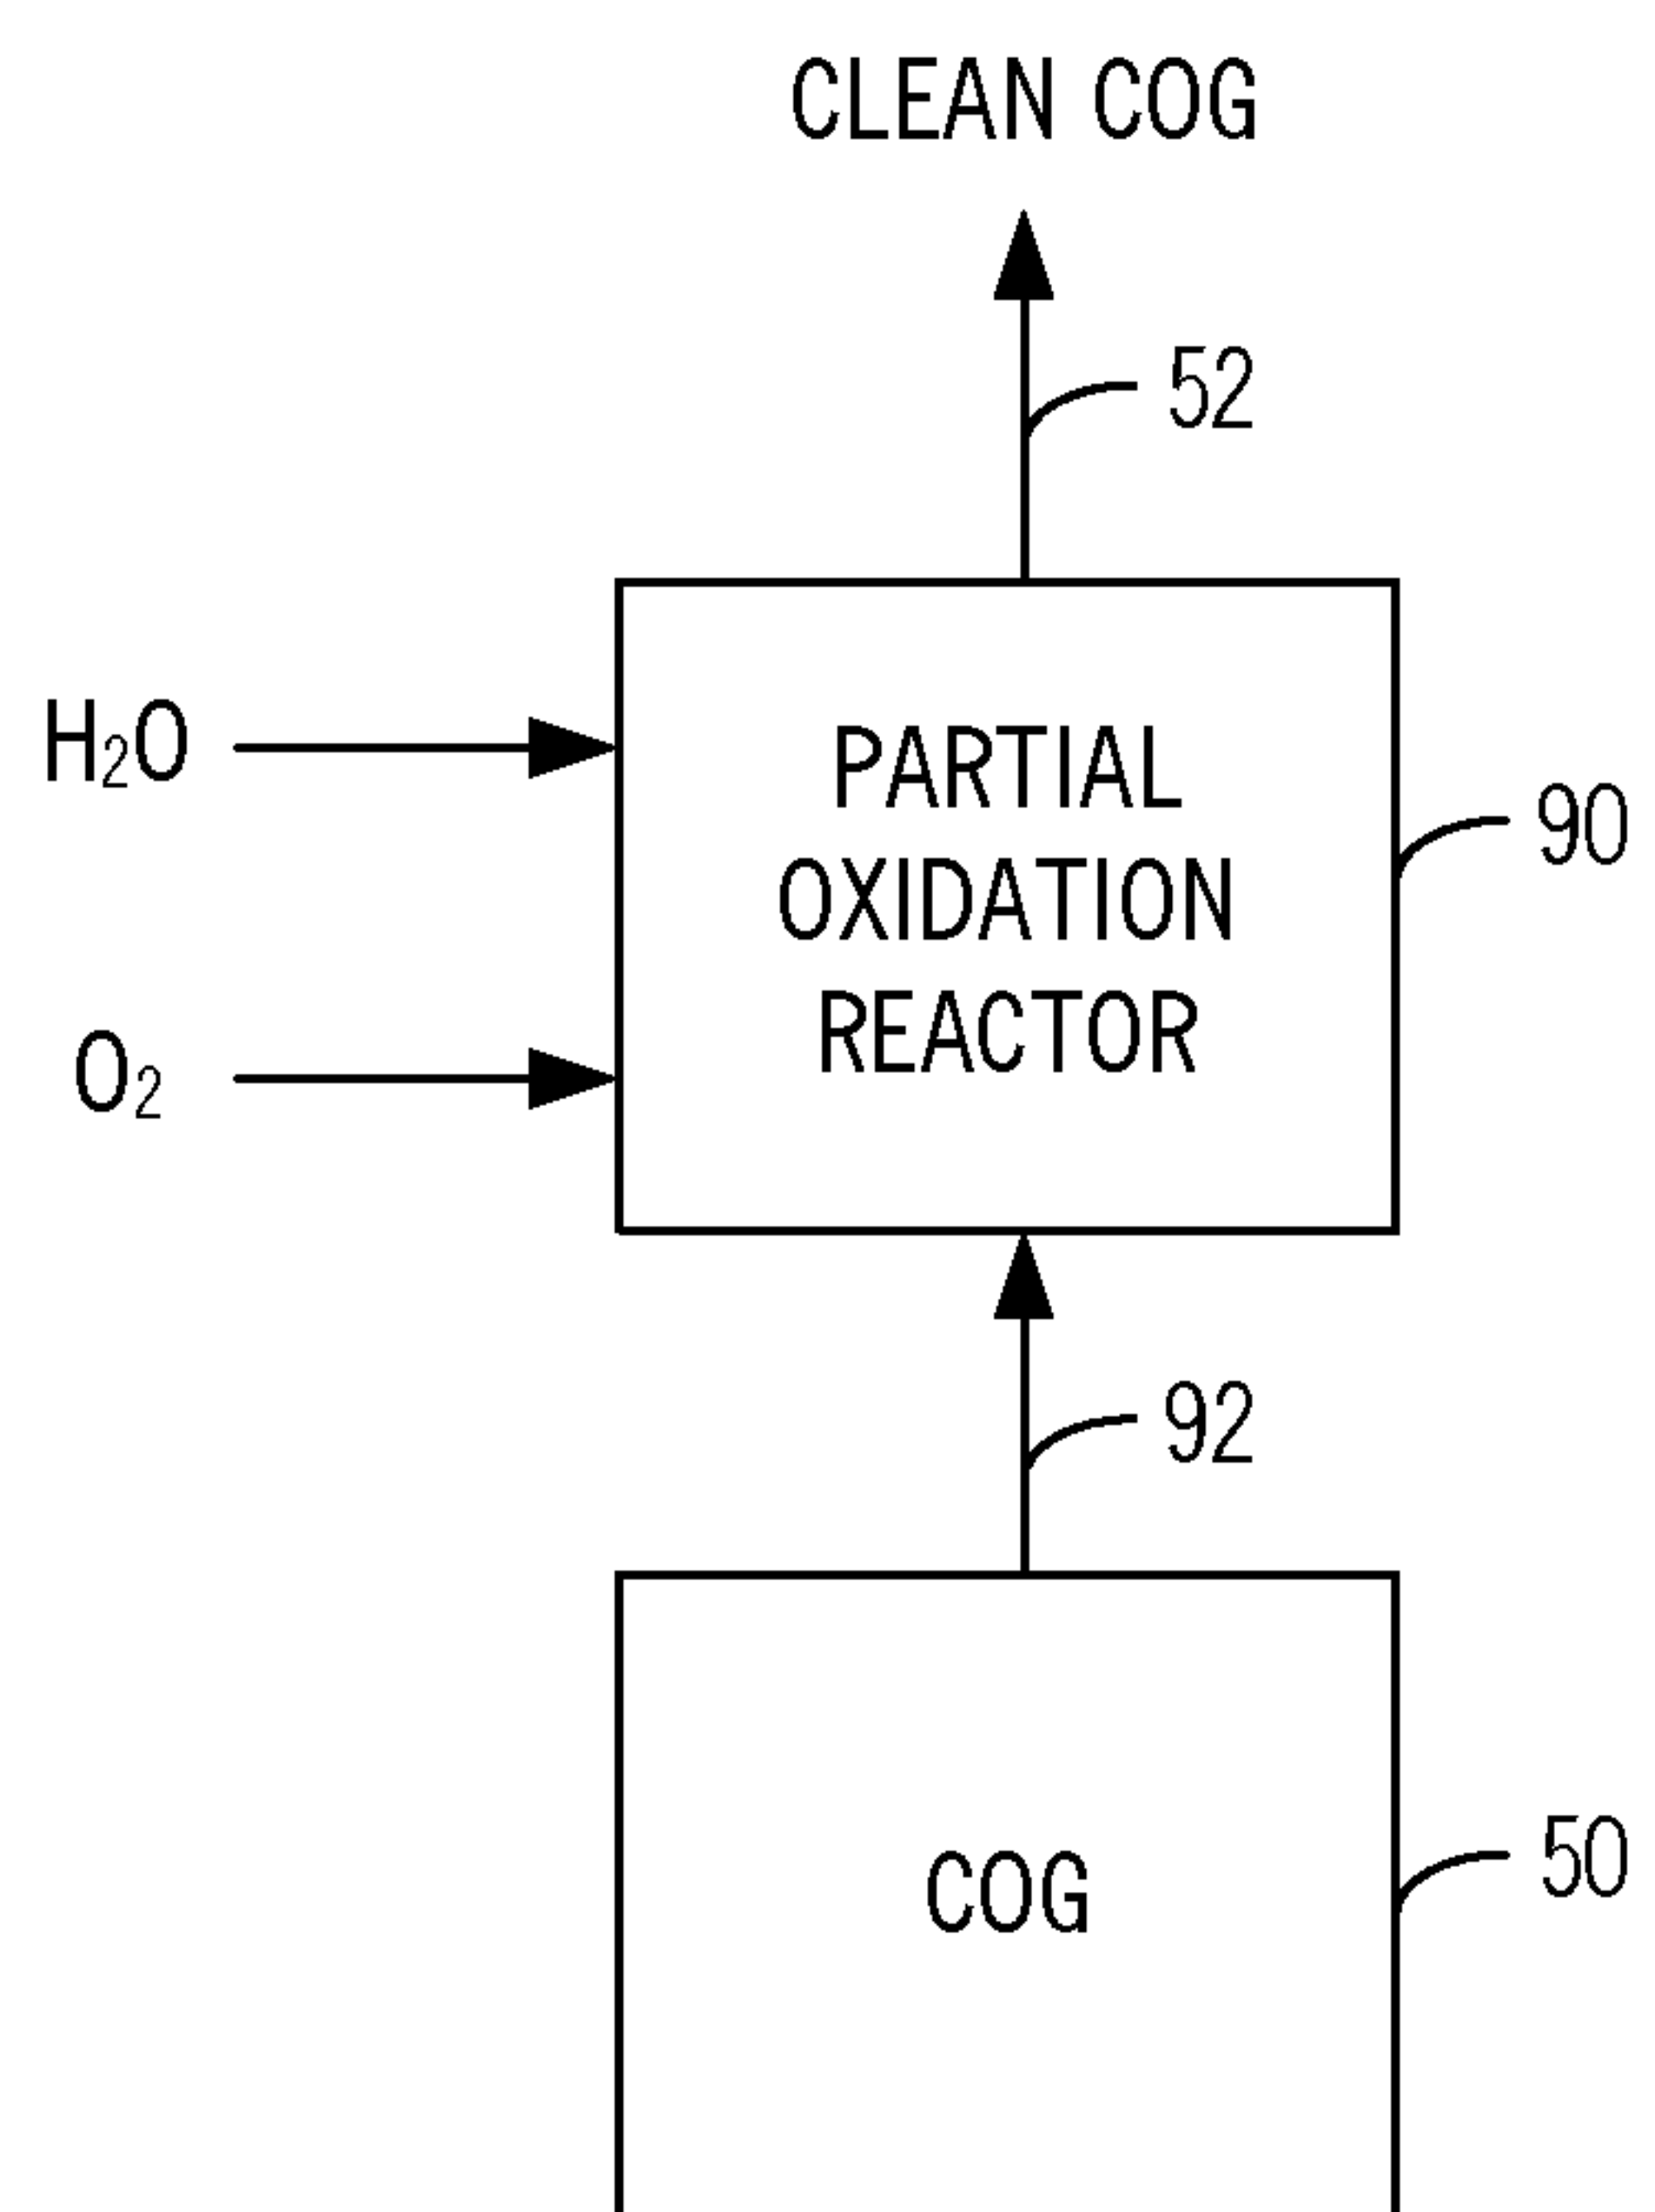 CLEAN COG
52
H₂O
PARTIAL
OXIDATION
REACTOR
90
O₂
92
COG
50